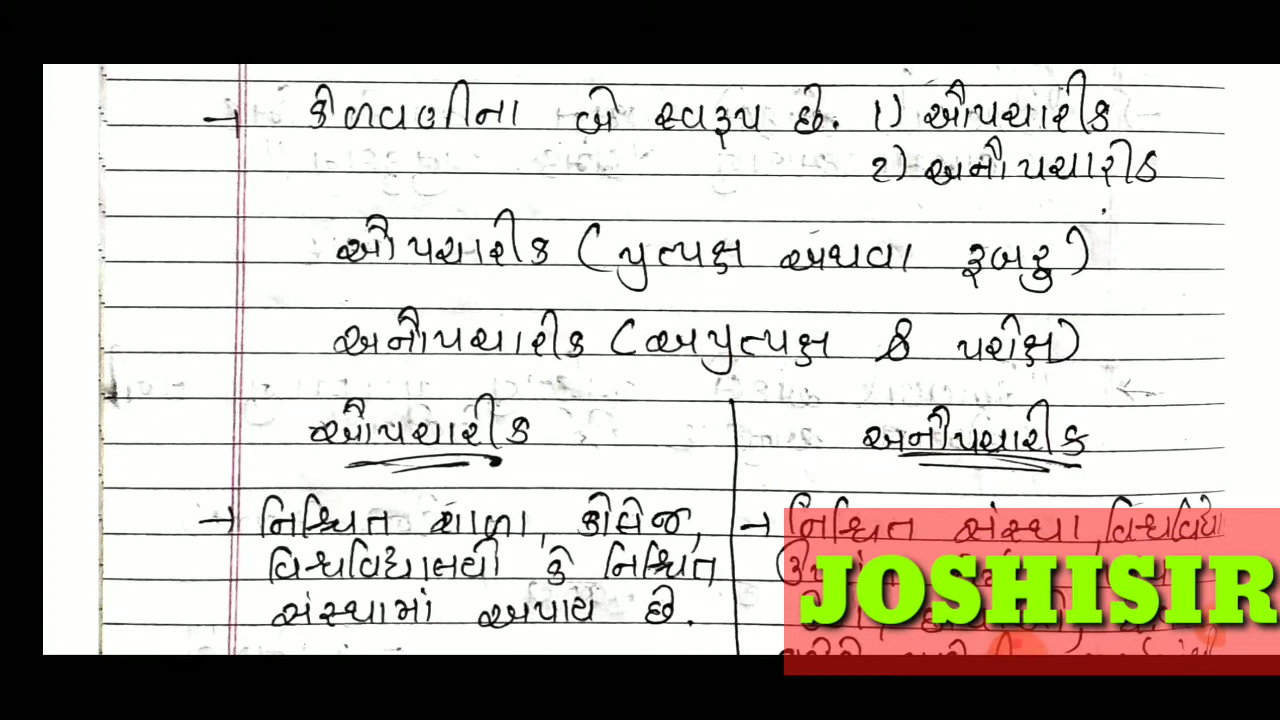 → કેળવણીના બે સ્વરૂપ છે. 1) ઔપચારીક
2) અનૌપચારીક
ઔપચારીક (પ્રત્યક્ષ અથવા રૂબરુ)
અનૌપચારીક (અપ્રત્યક્ષ કે પરોક્ષ)
ઔપચારીક
→ નિશ્ચિત શાળા, કોલેજ,
વિશ્વવિદ્યાલયો કે નિશ્ચિત
સંસ્થામાં અપાય છે.
અનૌપચારીક
→ નિશ્ચિત સંસ્થા,
JOSHISIR